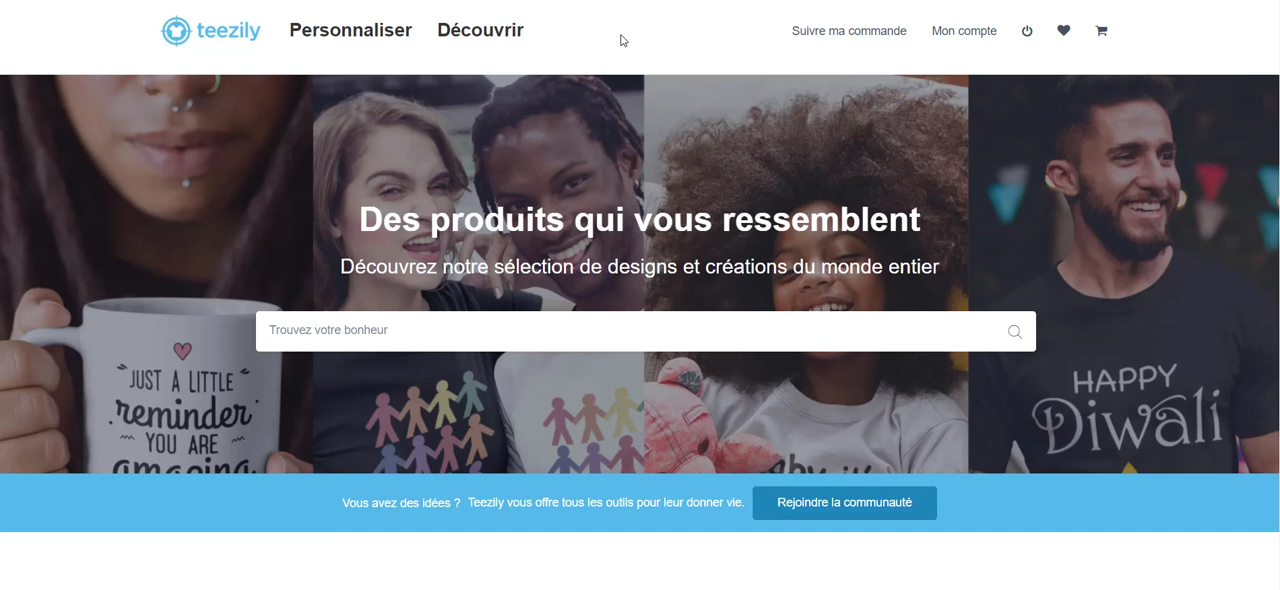 teezily Personnaliser Découvrir Suivre ma commande Mon compte
Des produits qui vous ressemblent
Découvrez notre sélection de designs et créations du monde entier
Trouvez votre bonheur
JUST A LITTLE
reminder
YOU ARE
amazing
HAPPY
Diwali
Vous avez des idées ? Teezily vous offre tous les outils pour leur donner vie. Rejoindre la communauté